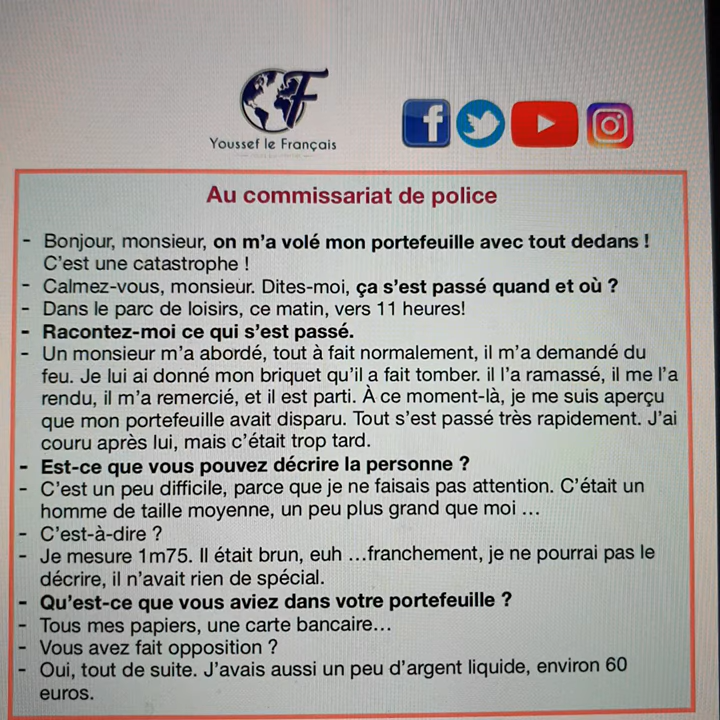 F
Youssef le Français
Au commissariat de police
- Bonjour, monsieur, on m'a volé mon portefeuille avec tout dedans !
C'est une catastrophe !
- Calmez-vous, monsieur. Dites-moi, ça s'est passé quand et où ?
- Dans le parc de loisirs, ce matin, vers 11 heures!
- Racontez-moi ce qui s'est passé.
- Un monsieur m'a abordé, tout à fait normalement, il m'a demandé du
feu. Je lui ai donné mon briquet qu'il a fait tomber. il l'a ramassé, il me l'a
rendu, il m'a remercié, et il est parti. À ce moment-là, je me suis aperçu
que mon portefeuille avait disparu. Tout s'est passé très rapidement. J'ai
couru après lui, mais c'était trop tard.
- Est-ce que vous pouvez décrire la personne ?
- C'est un peu difficile, parce que je ne faisais pas attention. C'était un
homme de taille moyenne, un peu plus grand que moi ...
- C'est-à-dire ?
- Je mesure 1m75. Il était brun, euh ...franchement, je ne pourrai pas le
décrire, il n'avait rien de spécial.
- Qu'est-ce que vous aviez dans votre portefeuille ?
- Tous mes papiers, une carte bancaire...
- Vous avez fait opposition ?
- Oui, tout de suite. J'avais aussi un peu d'argent liquide, environ 60
euros.